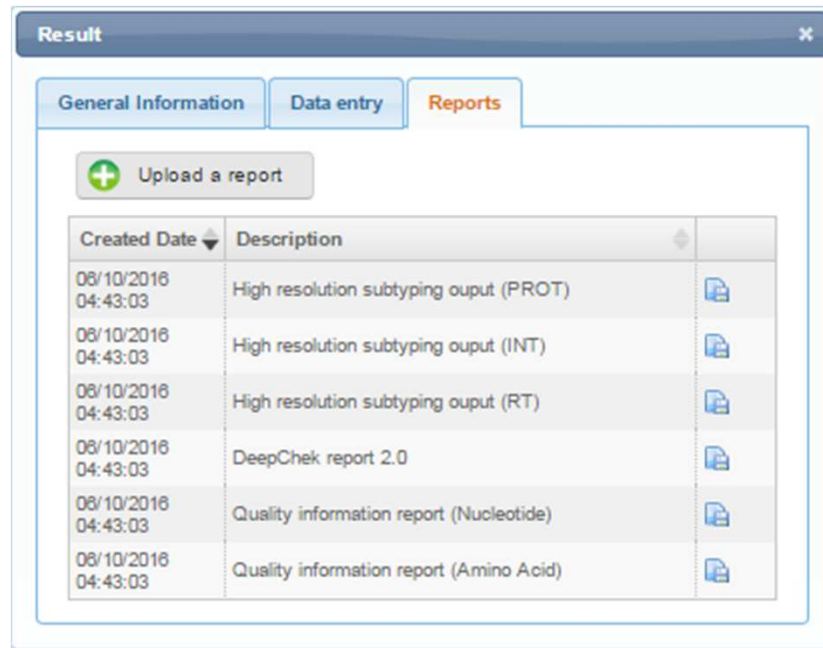 Result
General Information Data entry Reports
Upload a report
Created Date Description
06/10/2016
04:43:03
High resolution subtyping ouput (PROT)
06/10/2016
04:43:03
High resolution subtyping ouput (INT)
06/10/2016
04:43:03
High resolution subtyping ouput (RT)
06/10/2016
04:43:03
DeepChek report 2.0
06/10/2016
04:43:03
Quality information report (Nucleotide)
06/10/2016
04:43:03
Quality information report (Amino Acid)